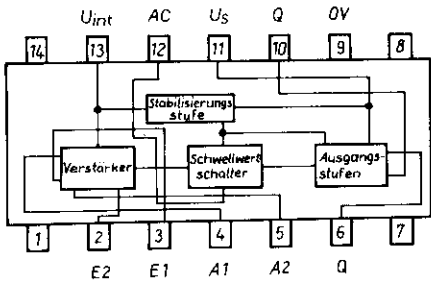 Uint AC US Q 0V
14 13 12 11 10 9 8
Stabilisierungs
stufe
Verstärker
Schwellwert
schalter
Ausgangs-
stufen
1 2 3 4 5 6 7
E2 E1 A1 A2 Q